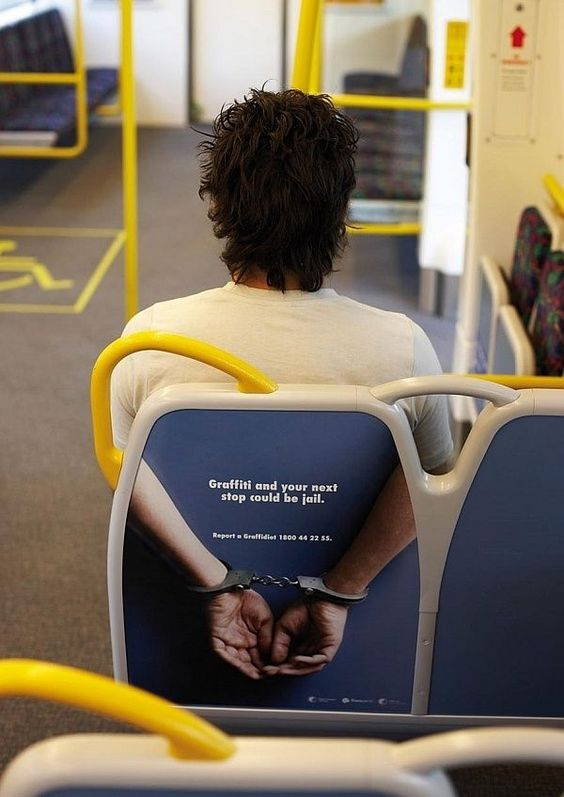 Graffiti and your next
stop could be jail.
Report a Graffidiot 1800 44 22 55.